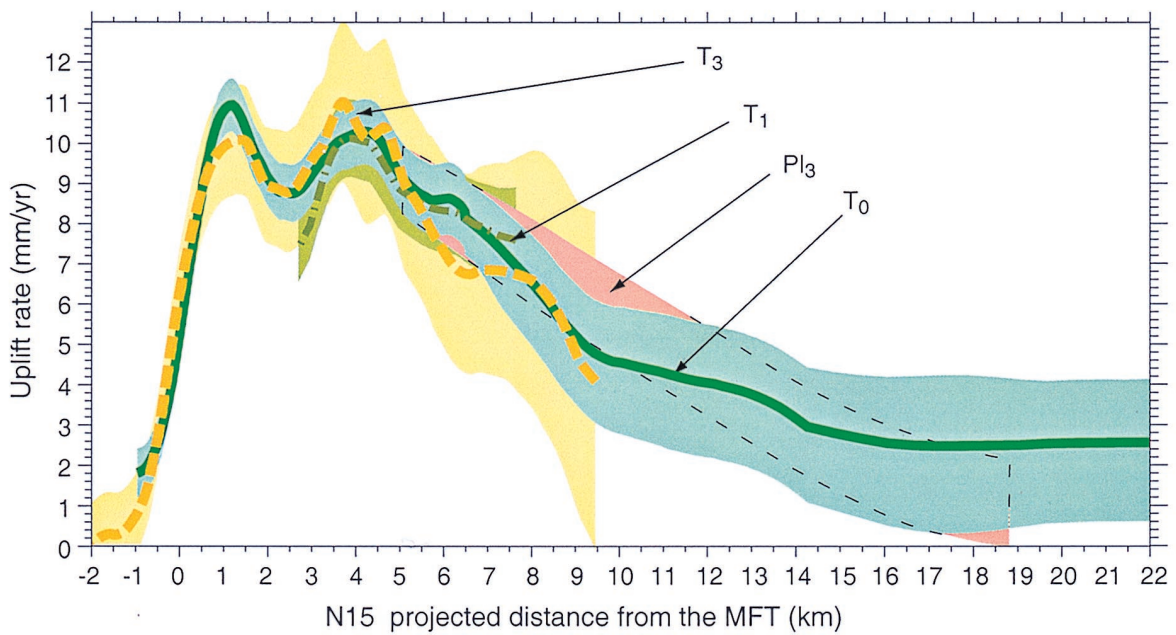 T3
T1
Pl3
T0
12
11
10
9
8
7
6
5
4
3
2
1
0
Uplift rate (mm/yr)
-2 -1 0 1 2 3 4 5 6 7 8 9 10 11 12 13 14 15 16 17 18 19 20 21 22
N15 projected distance from the MFT (km)